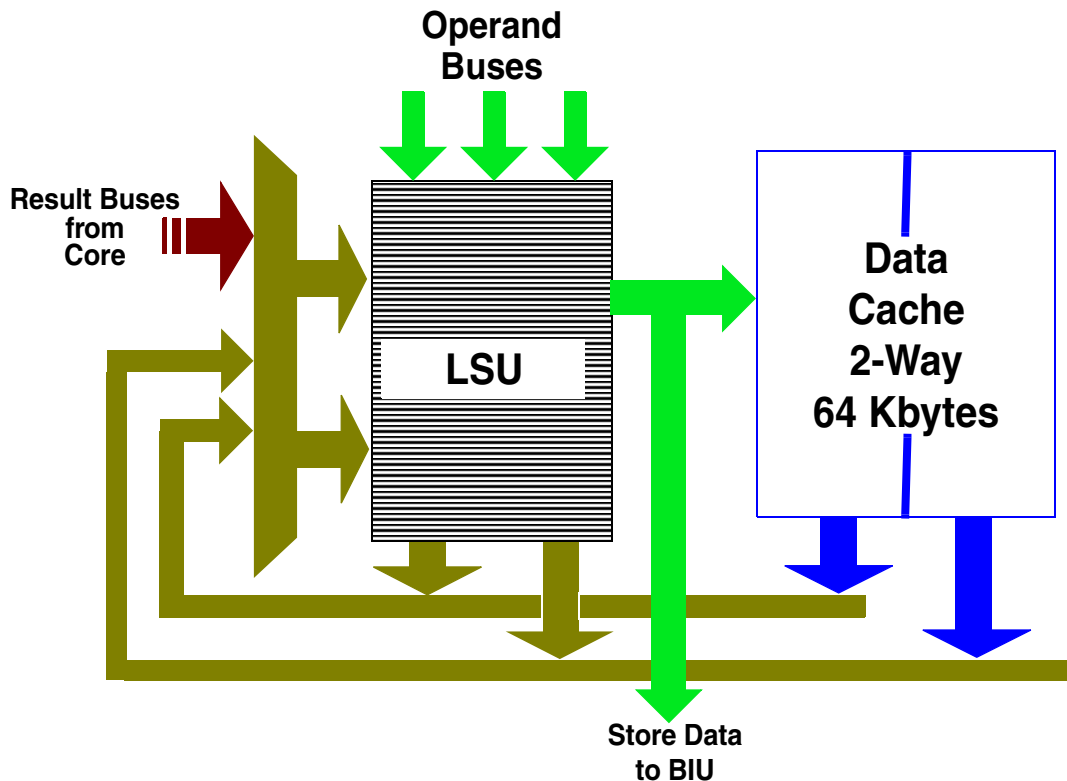 Operand
Buses
Result Buses
from
Core
LSU
Data
Cache
2-Way
64 Kbytes
Store Data
to BIU